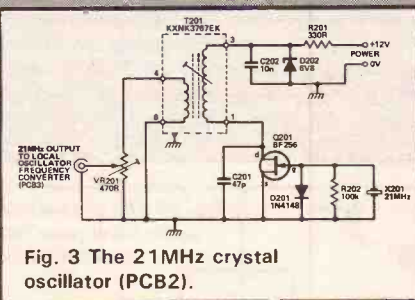 T201
KXNK3767EK
R201
330R
+12V
POWER
0V
3
C202
10n
D202
6V8
4
8
1
21MHz OUTPUT
TO LOCAL
OSCILLATOR
FREQUENCY
CONVERTER
(PCB3)
VR201
470R
Q201
BF256
d
g
s
C201
47p
D201
1N4148
R202
100k
X201
21MHz
Fig. 3 The 21MHz crystal
oscillator (PCB2).